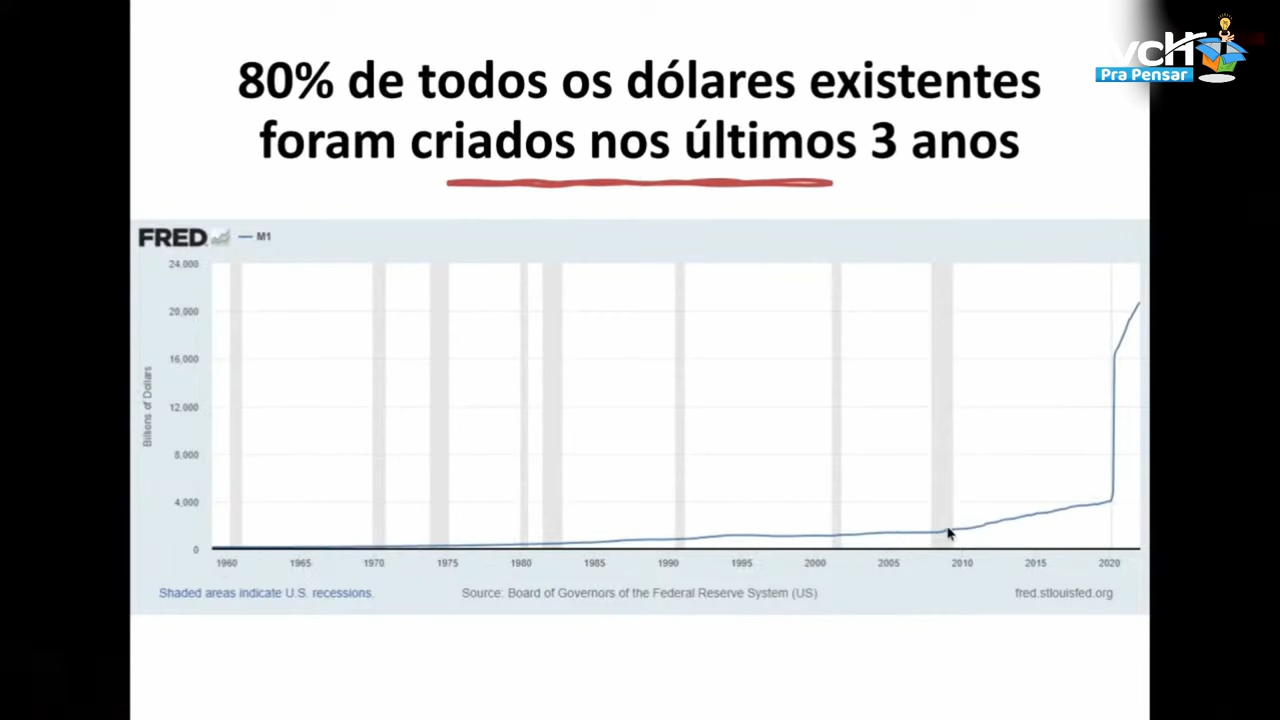 vcH
Pra Pensar
80% de todos os dólares existentes
foram criados nos últimos 3 anos
FRED — M1
24,000
20,000
16,000
12,000
8,000
4,000
0
Billions of Dollars
1960 1965 1970 1975 1980 1985 1990 1995 2000 2005 2010 2015 2020
Shaded areas indicate U.S. recessions. Source: Board of Governors of the Federal Reserve System (US) fred.stlouisfed.org